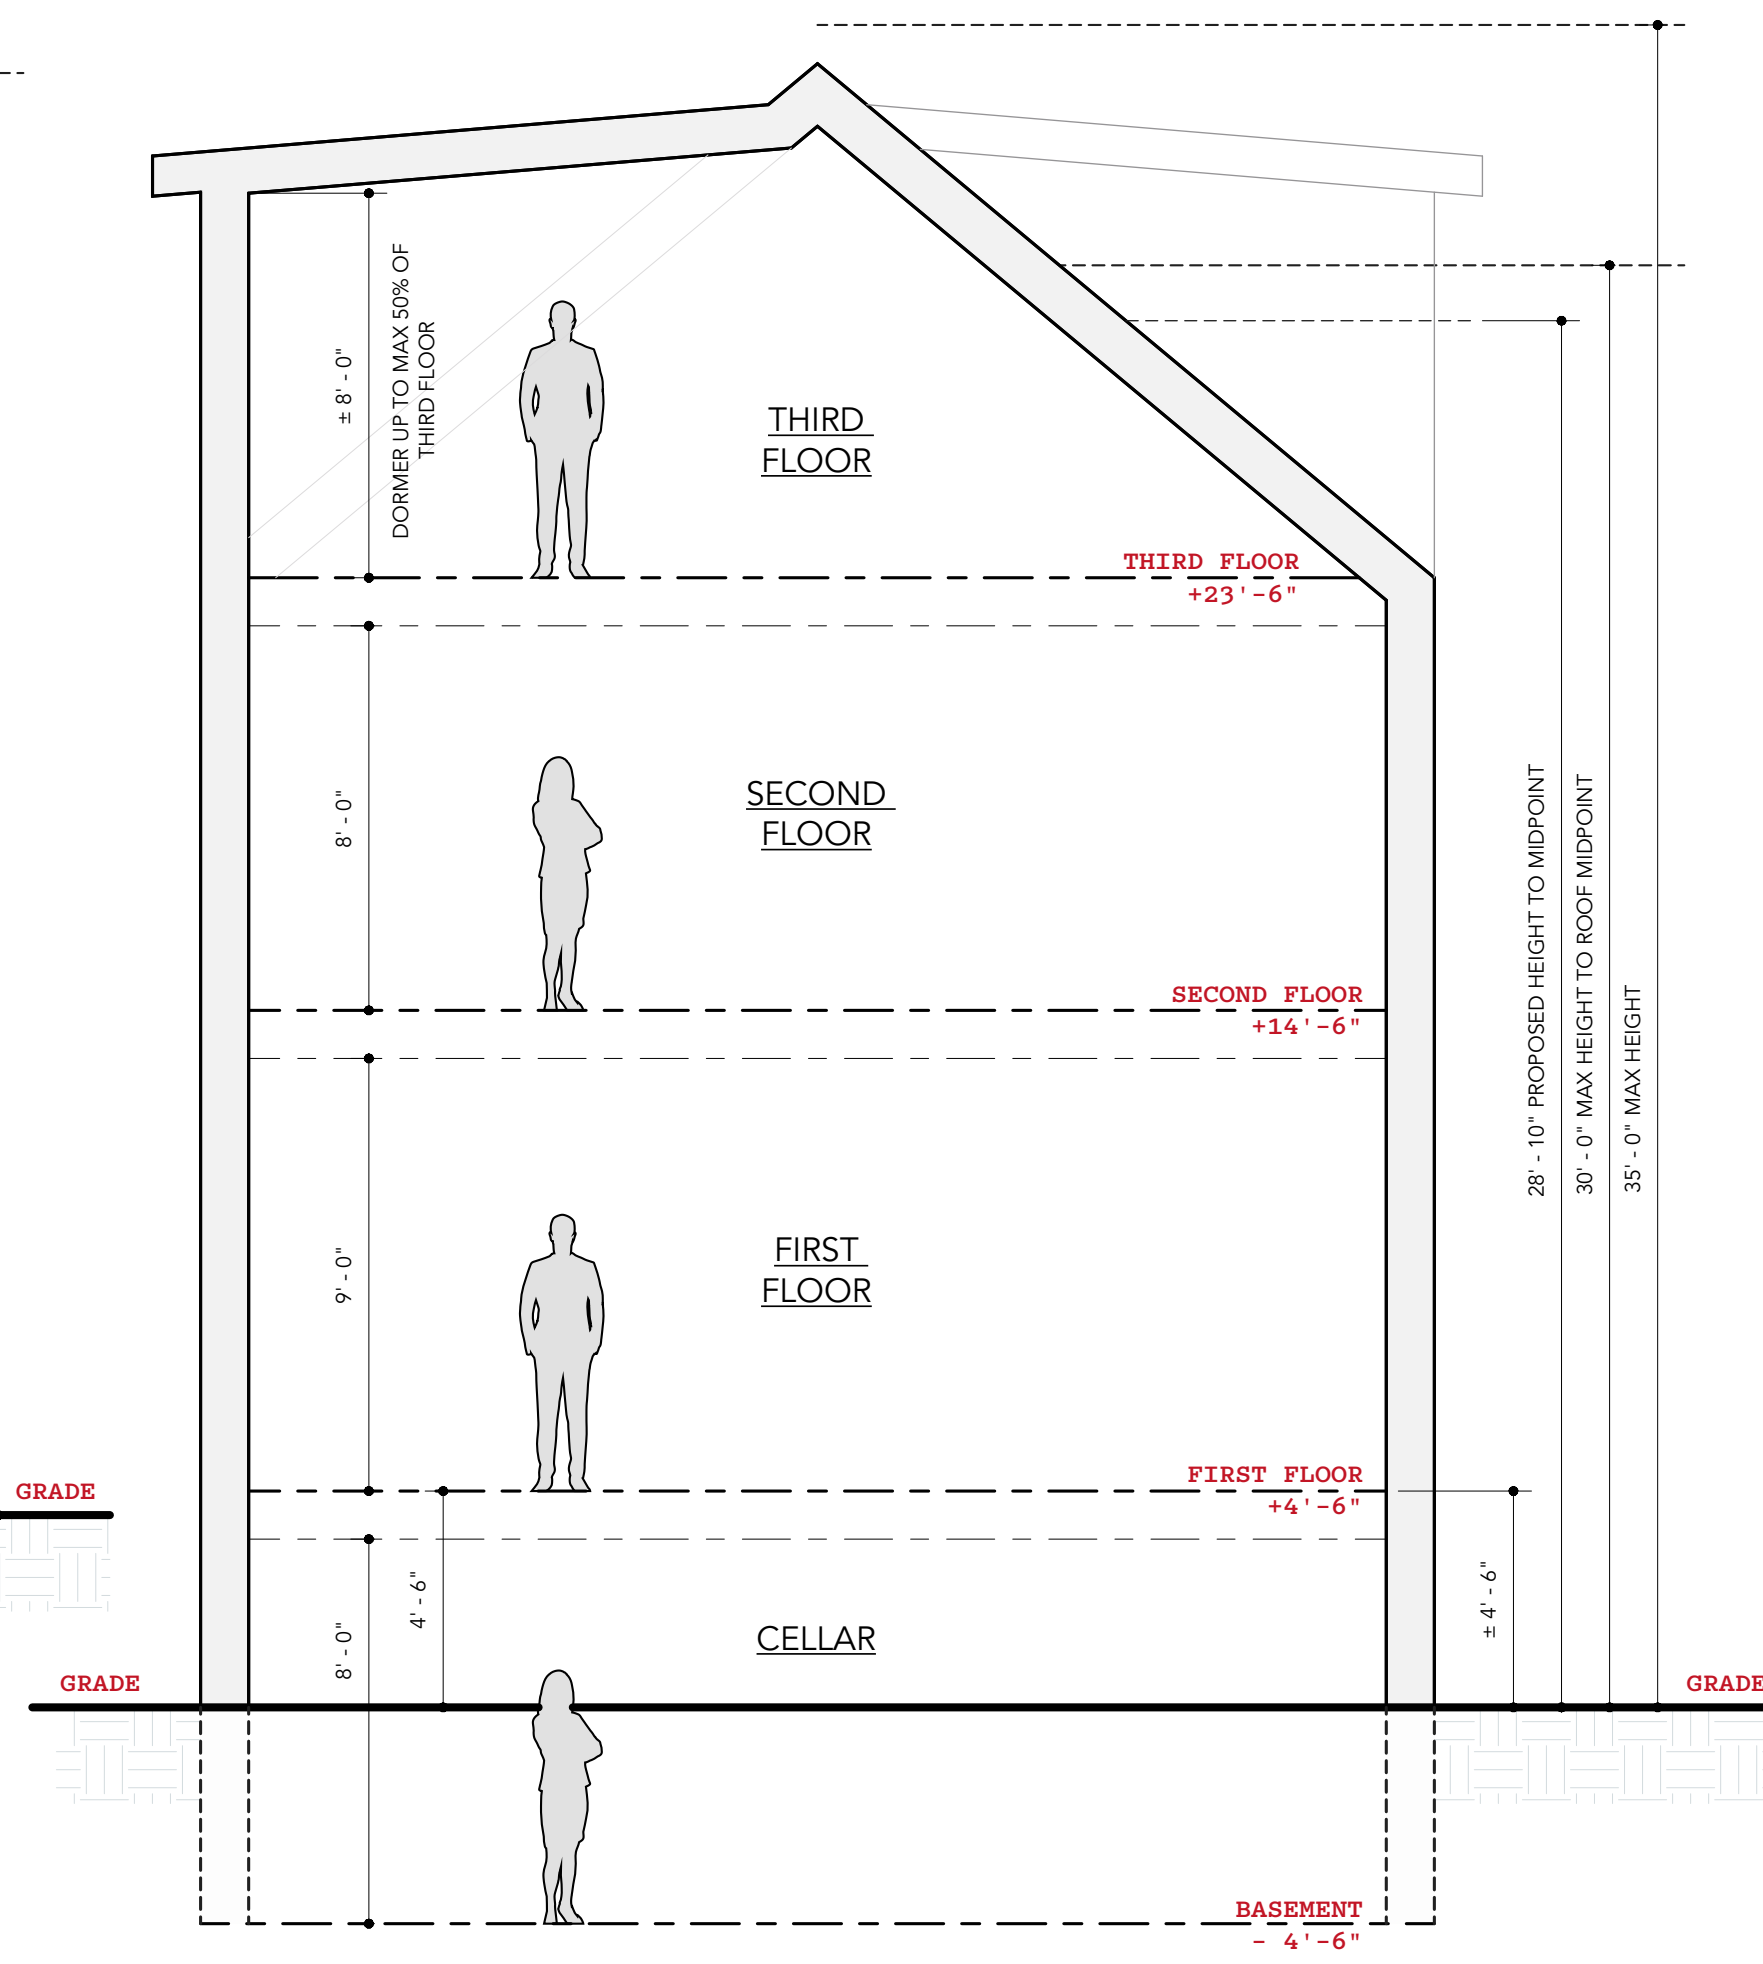 ± 8' - 0"
DORMER UP TO MAX 50% OF
THIRD FLOOR
THIRD
FLOOR
THIRD FLOOR
+23'-6"
8' - 0"
SECOND
FLOOR
28' - 10" PROPOSED HEIGHT TO MIDPOINT
30' - 0" MAX HEIGHT TO ROOF MIDPOINT
35' - 0" MAX HEIGHT
SECOND FLOOR
+14'-6"
9' - 0"
FIRST
FLOOR
FIRST FLOOR
+4'-6"
GRADE
8' - 0"
4' - 6"
CELLAR
± 4' - 6"
GRADE
GRADE
BASEMENT
- 4'-6"